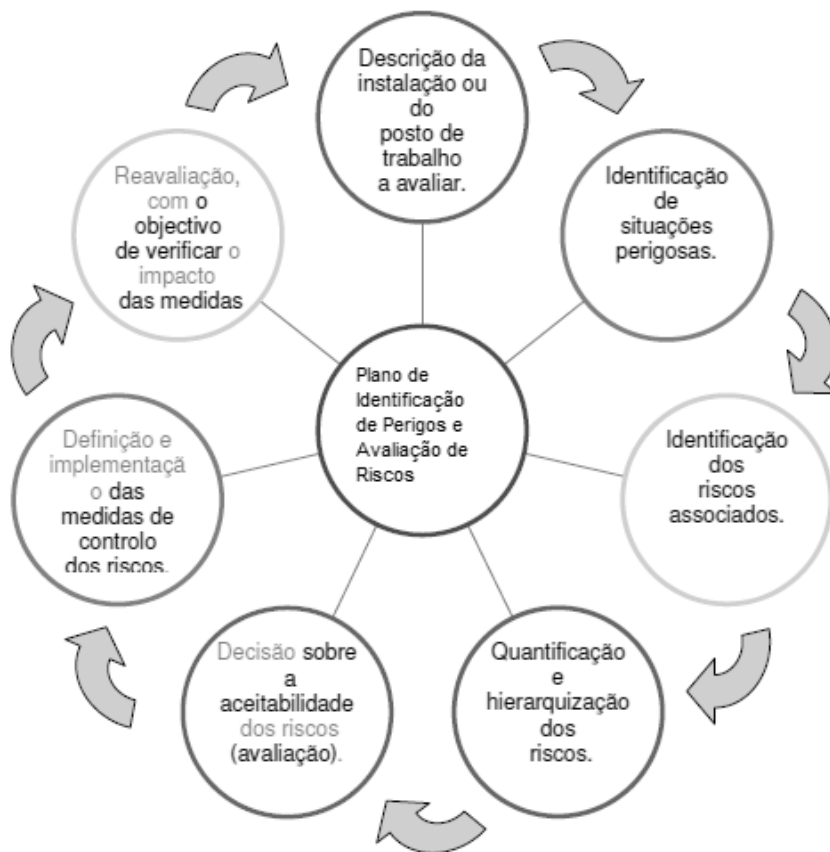 Descrição da
instalação ou
do
posto de
trabalho
a avaliar.
Identificação
de
situações
perigosas.
Identificação
dos
riscos
associados.
Quantificação
e
hierarquização
dos
riscos.
Decisão sobre
a
aceitabilidade
dos riscos
(avaliação).
Definição e
implementaçã
o das
medidas de
controlo
dos riscos.
Reavaliação,
com o
objectivo
de verificar o
impacto
das medidas
Plano de
Identificação
de Perigos e
Avaliação de
Riscos